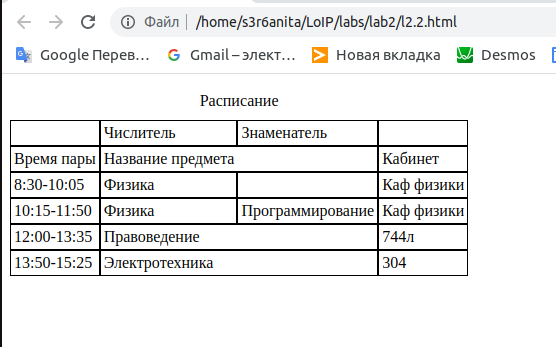 Файл | /home/s3r6anita/LoIP/labs/lab2/l2.2.html
Google Перев… Gmail – элект… Новая вкладка Desmos
Расписание
Числитель Знаменатель
Время пары Название предмета Кабинет
8:30-10:05 Физика Каф физики
10:15-11:50 Физика Программирование Каф физики
12:00-13:35 Правоведение 744л
13:50-15:25 Электротехника 304